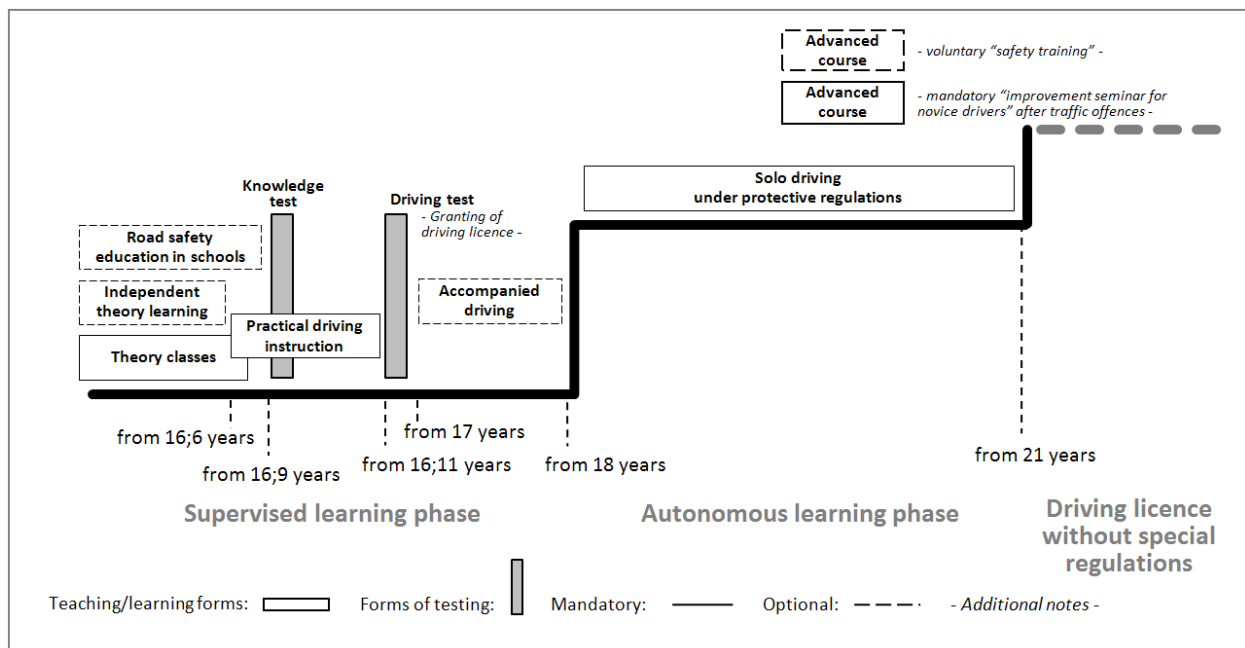 Advanced
course
- voluntary “safety training” -
Advanced
course
- mandatory “improvement seminar for
novice drivers” after traffic offences -
Solo driving
under protective regulations
Knowledge
test
Driving test
- Granting of
driving licence -
Road safety
education in schools
Independent
theory learning
Accompanied
driving
Practical driving
instruction
Theory classes
from 16;6 years
from 16;9 years
from 17 years
from 16;11 years
from 18 years
from 21 years
Supervised learning phase
Autonomous learning phase
Driving licence
without special
regulations
Teaching/learning forms:
Forms of testing:
Mandatory:
Optional:
- Additional notes -